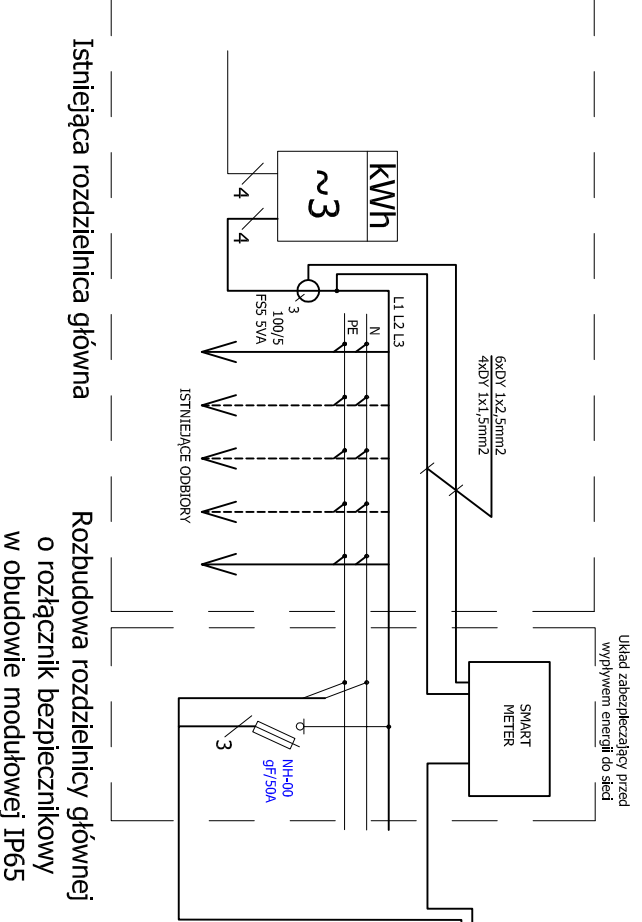 Układ zabezpieczający przed
wypływem energii do sieci
SMART
METER
6xDY 1x2,5mm2
4xDY 1x1,5mm2
kWh
~3
4
4
3
100/5
FS5 5VA
L1 L2 L3
N
PE
ISTNIEJĄCE ODBIORY
NH-00
gF/50A
3
Istniejąca rozdzielnica główna
Rozbudowa rozdzielnicy głównej
o rozłącznik bezpiecznikowy
w obudowie modułowej IP65